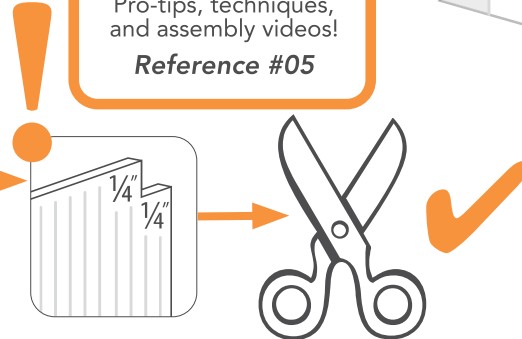 Pro-tips, techniques,
and assembly videos!
Reference #05
1/4"
1/4"